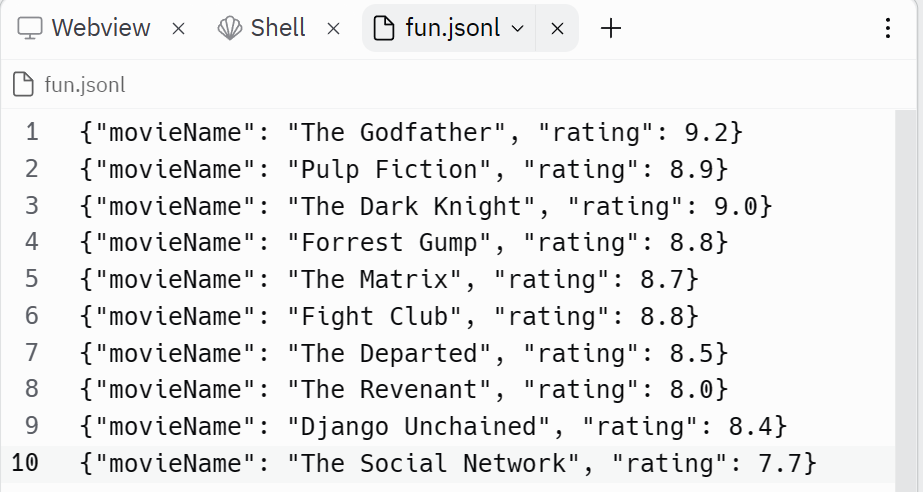 Webview Shell fun.jsonl
fun.jsonl
1 {"movieName": "The Godfather", "rating": 9.2}
2 {"movieName": "Pulp Fiction", "rating": 8.9}
3 {"movieName": "The Dark Knight", "rating": 9.0}
4 {"movieName": "Forrest Gump", "rating": 8.8}
5 {"movieName": "The Matrix", "rating": 8.7}
6 {"movieName": "Fight Club", "rating": 8.8}
7 {"movieName": "The Departed", "rating": 8.5}
8 {"movieName": "The Revenant", "rating": 8.0}
9 {"movieName": "Django Unchained", "rating": 8.4}
10 {"movieName": "The Social Network", "rating": 7.7}